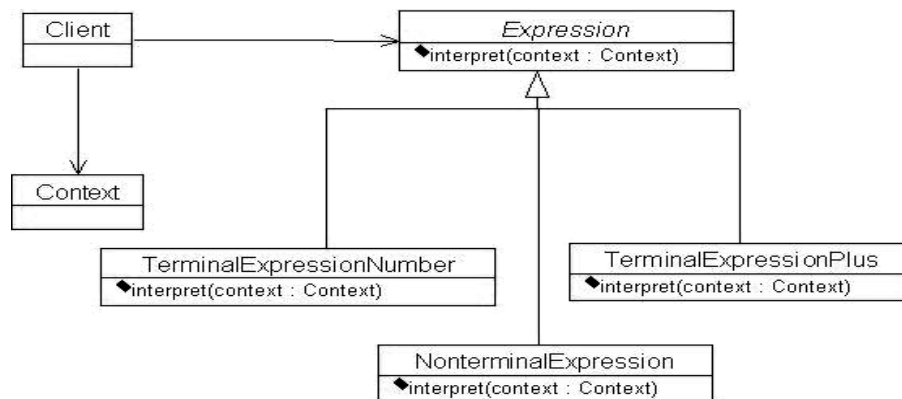 Client
Expression
interpret(context : Context)
Context
TerminalExpressionNumber
interpret(context : Context)
TerminalExpressionPlus
interpret(context : Context)
NonterminalExpression
interpret(context : Context)